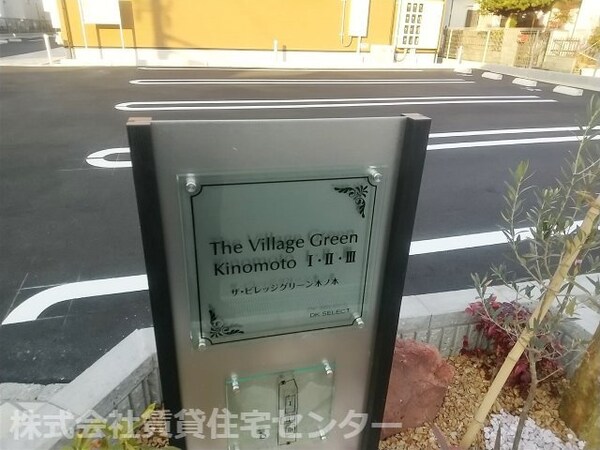 The Village Green
Kinomoto Ⅰ・Ⅱ・Ⅲ
ザ・ビレッジグリーン木ノ本
DK SELECT
株式会社賃貸住宅センター